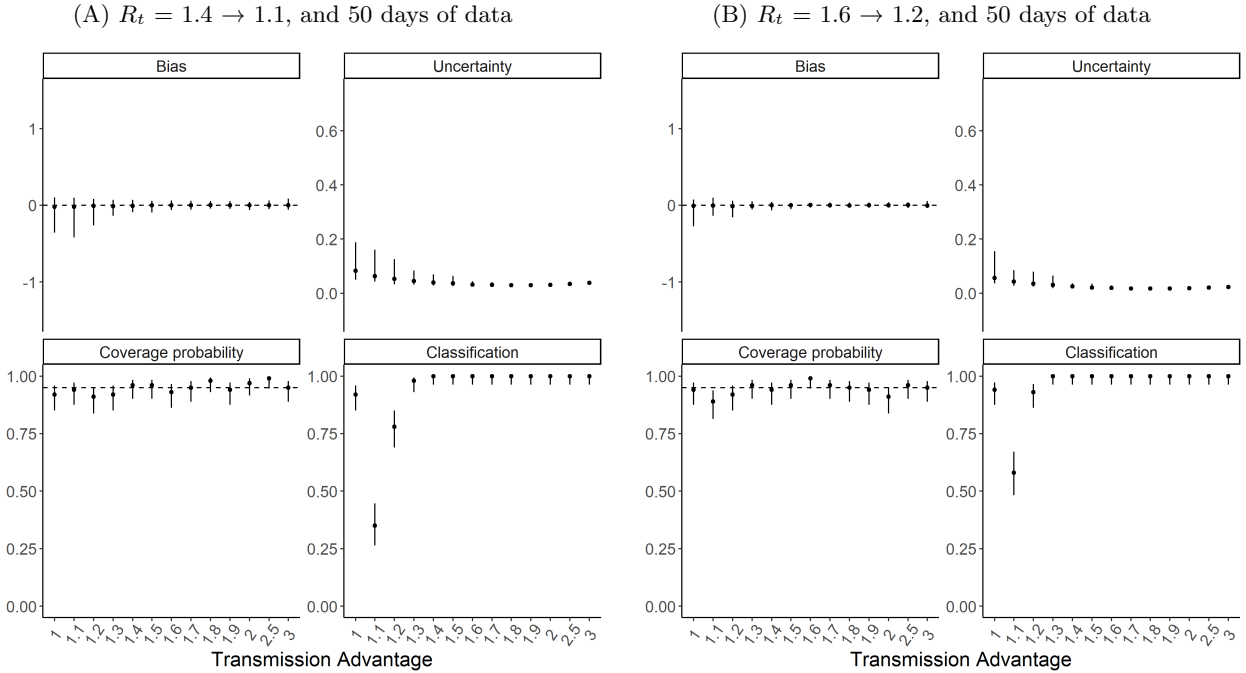 (A) R_t = 1.4 → 1.1, and 50 days of data
Bias
Uncertainty
1
0
-1
0.6
0.4
0.2
0.0
Coverage probability
Classification
1.00
0.75
0.50
0.25
0.00
1.00
0.75
0.50
0.25
0.00
1 1.1 1.2 1.3 1.4 1.5 1.6 1.7 1.8 1.9 2 2.5 3
1 1.1 1.2 1.3 1.4 1.5 1.6 1.7 1.8 1.9 2 2.5 3
Transmission Advantage
(B) R_t = 1.6 → 1.2, and 50 days of data
Bias
Uncertainty
1
0
-1
0.6
0.4
0.2
0.0
Coverage probability
Classification
1.00
0.75
0.50
0.25
0.00
1.00
0.75
0.50
0.25
0.00
1 1.1 1.2 1.3 1.4 1.5 1.6 1.7 1.8 1.9 2 2.5 3
1 1.1 1.2 1.3 1.4 1.5 1.6 1.7 1.8 1.9 2 2.5 3
Transmission Advantage